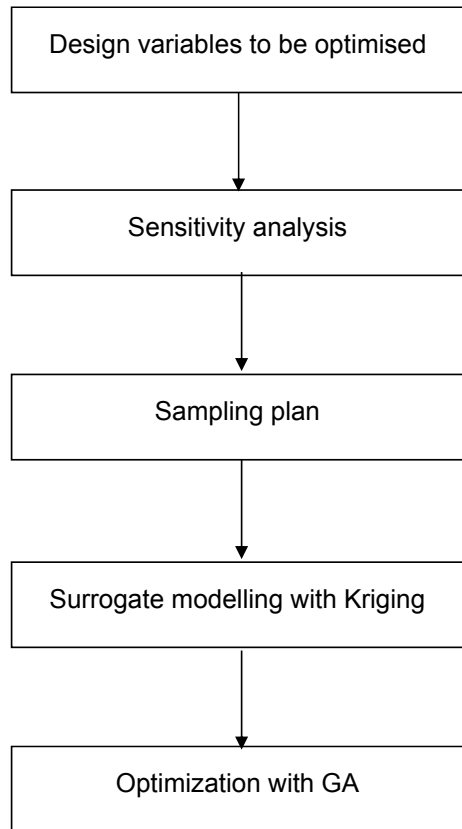 Design variables to be optimised
Sensitivity analysis
Sampling plan
Surrogate modelling with Kriging
Optimization with GA